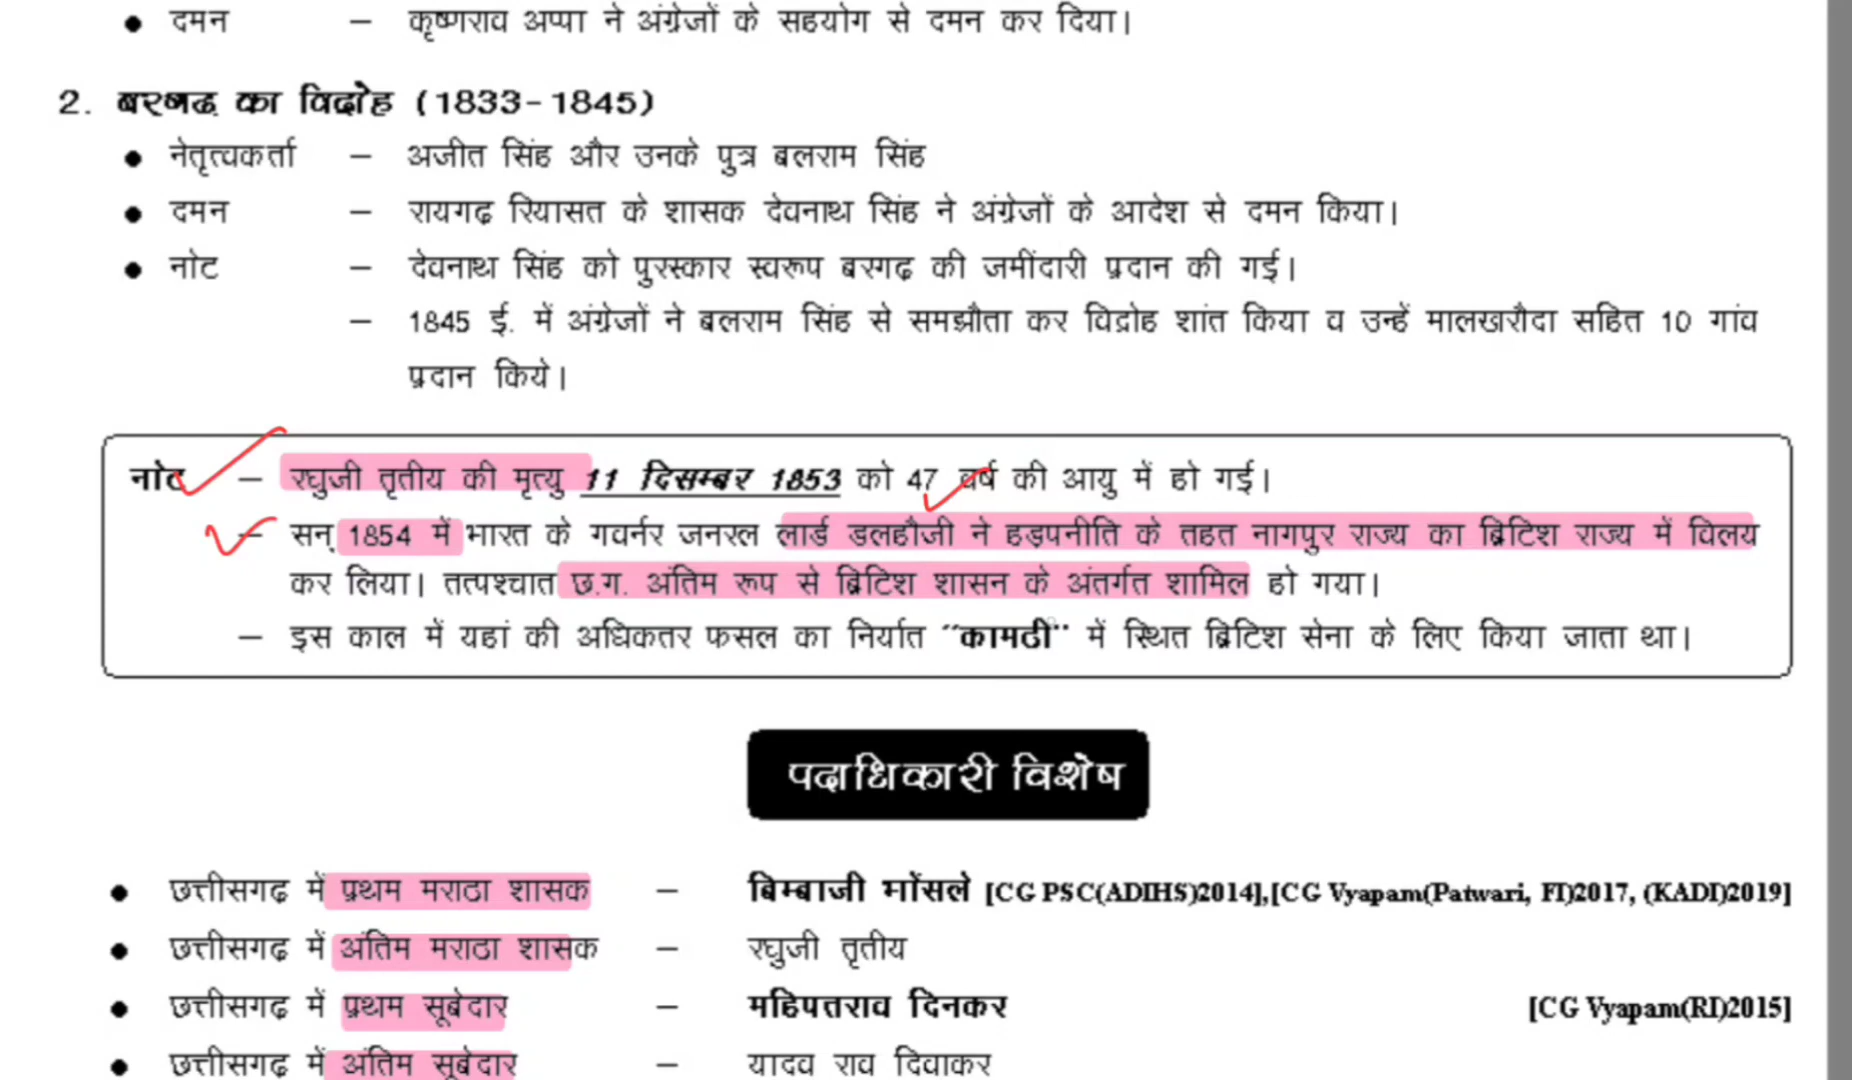 ● दमन – कृष्णराव अप्पा ने अंग्रेजों के सहयोग से दमन कर दिया।
2. बरगढ़ का विद्रोह (1833-1845)
● नेतृत्वकर्ता – अजीत सिंह और उनके पुत्र बलराम सिंह
● दमन – रायगढ़ रियासत के शासक देवनाथ सिंह ने अंग्रेजों के आदेश से दमन किया।
● नोट – देवनाथ सिंह को पुरस्कार स्वरूप बरगढ़ की जमींदारी प्रदान की गई।
– 1845 ई. में अंग्रेजों ने बलराम सिंह से समझौता कर विद्रोह शांत किया व उन्हें मालखरौदा सहित 10 गांव
प्रदान किये।
नोट – रघुजी तृतीय की मृत्यु 11 दिसम्बर 1853 को 47 वर्ष की आयु में हो गई।
– सन् 1854 में भारत के गवर्नर जनरल लार्ड डलहौजी ने हड़पनीति के तहत नागपुर राज्य का ब्रिटिश राज्य में विलय
कर लिया। तत्पश्चात छ.ग. अंतिम रूप से ब्रिटिश शासन के अंतर्गत शामिल हो गया।
– इस काल में यहां की अधिकतर फसल का निर्यात ''कामठी'' में स्थित ब्रिटिश सेना के लिए किया जाता था।
पदाधिकारी विशेष
● छत्तीसगढ़ में प्रथम मराठा शासक – बिम्बाजी भोंसले [CG PSC(ADIHS)2014],[CG Vyapam(Patwari, FI)2017, (KADI)2019]
● छत्तीसगढ़ में अंतिम मराठा शासक – रघुजी तृतीय
● छत्तीसगढ़ में प्रथम सूबेदार – महिपतराव दिनकर [CG Vyapam(RI)2015]
● छत्तीसगढ़ में अंतिम सूबेदार – यादव राव दिवाकर